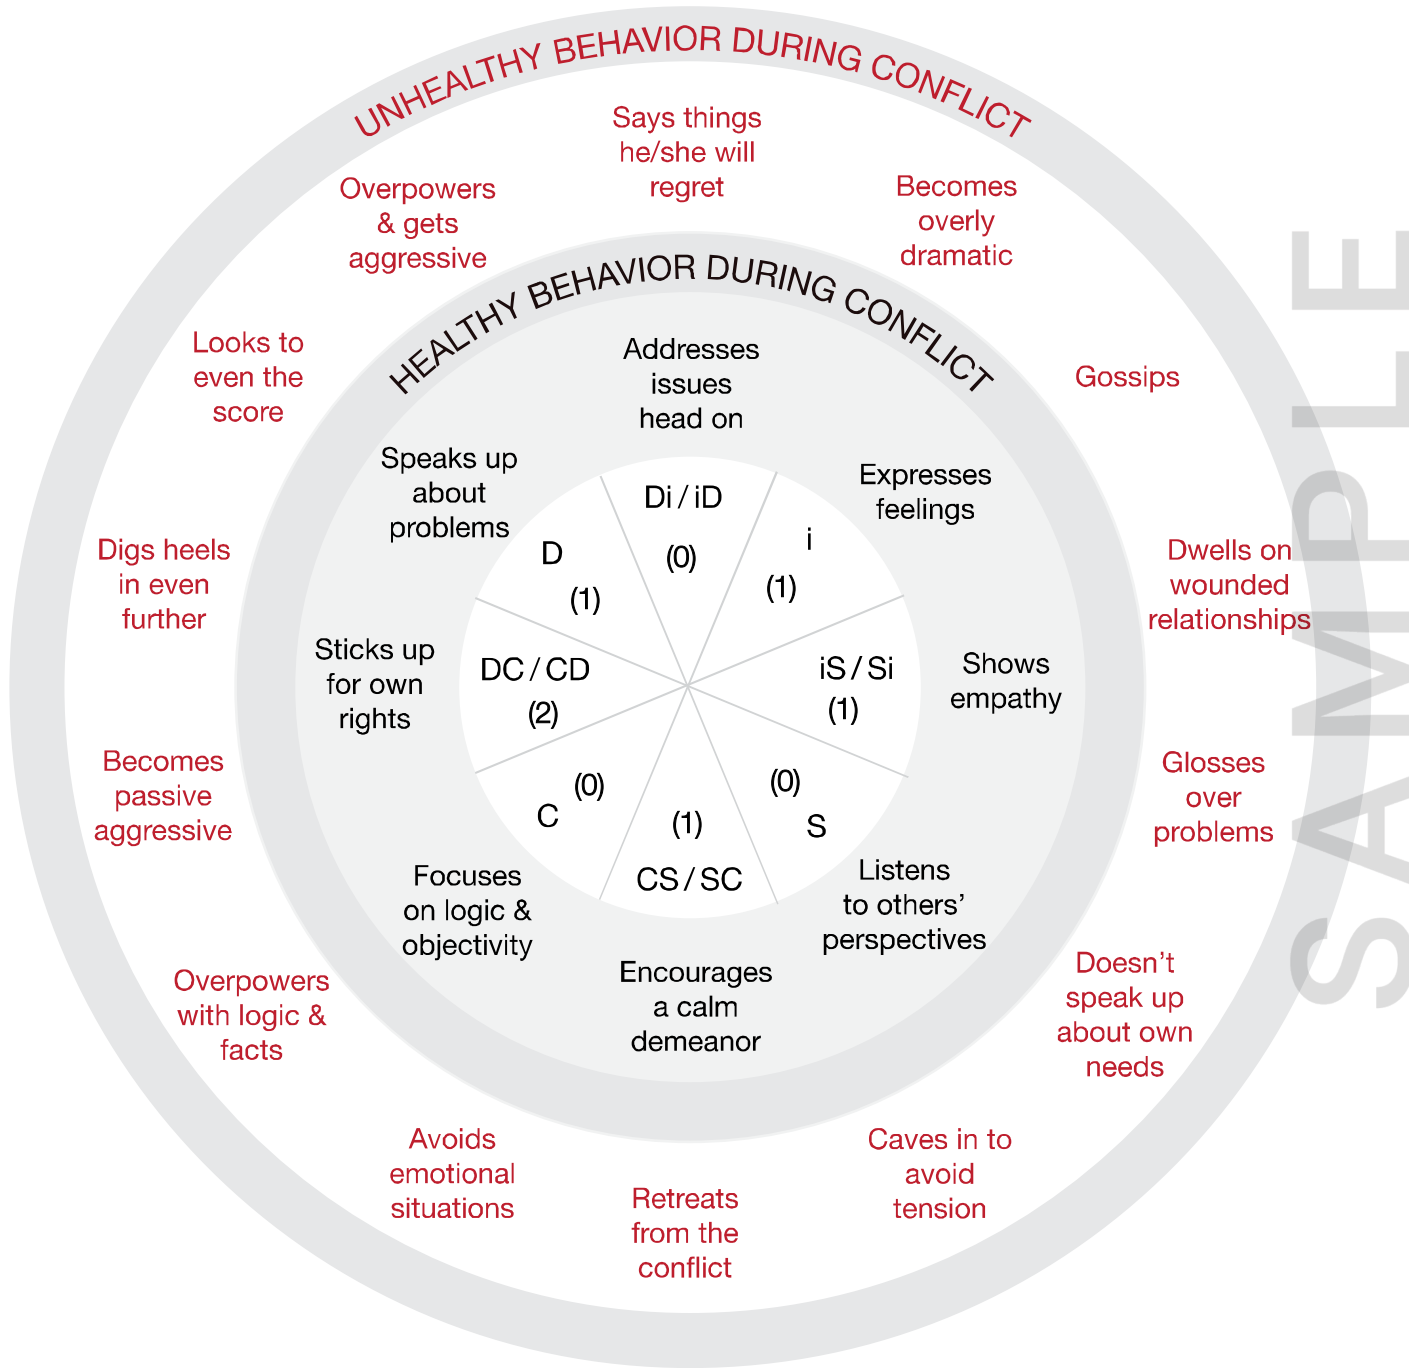 UNHEALTHY BEHAVIOR DURING CONFLICT
Says things
he/she will
regret
Becomes
overly
dramatic
Gossips
Dwells on
wounded
relationships
Glosses
over
problems
Doesn't
speak up
about own
needs
Caves in to
avoid
tension
Retreats
from the
conflict
Avoids
emotional
situations
Overpowers
with logic &
facts
Becomes
passive
aggressive
Digs heels
in even
further
Looks to
even the
score
Overpowers
& gets
aggressive
HEALTHY BEHAVIOR DURING CONFLICT
Addresses
issues
head on
Expresses
feelings
Shows
empathy
Listens
to others'
perspectives
Encourages
a calm
demeanor
Focuses
on logic &
objectivity
Sticks up
for own
rights
Speaks up
about
problems
Di / iD
(0)
i
(1)
iS / Si
(1)
(0)
S
(1)
CS / SC
(0)
C
DC / CD
(2)
D
(1)
SAMPLE